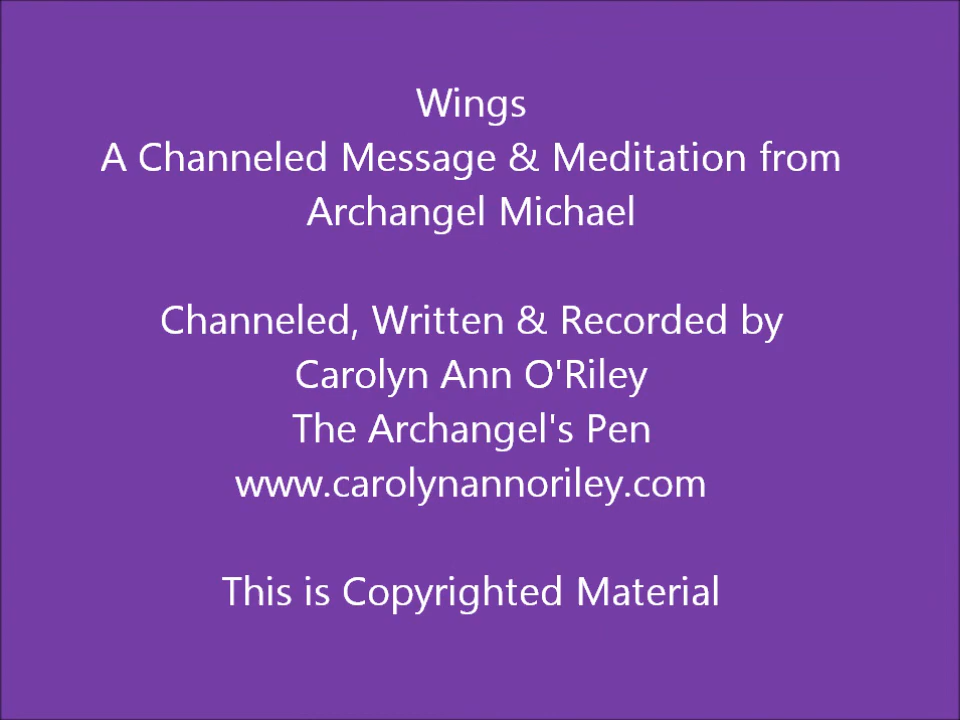 Wings
A Channeled Message & Meditation from
Archangel Michael
Channeled, Written & Recorded by
Carolyn Ann O'Riley
The Archangel's Pen
www.carolynannoriley.com
This is Copyrighted Material